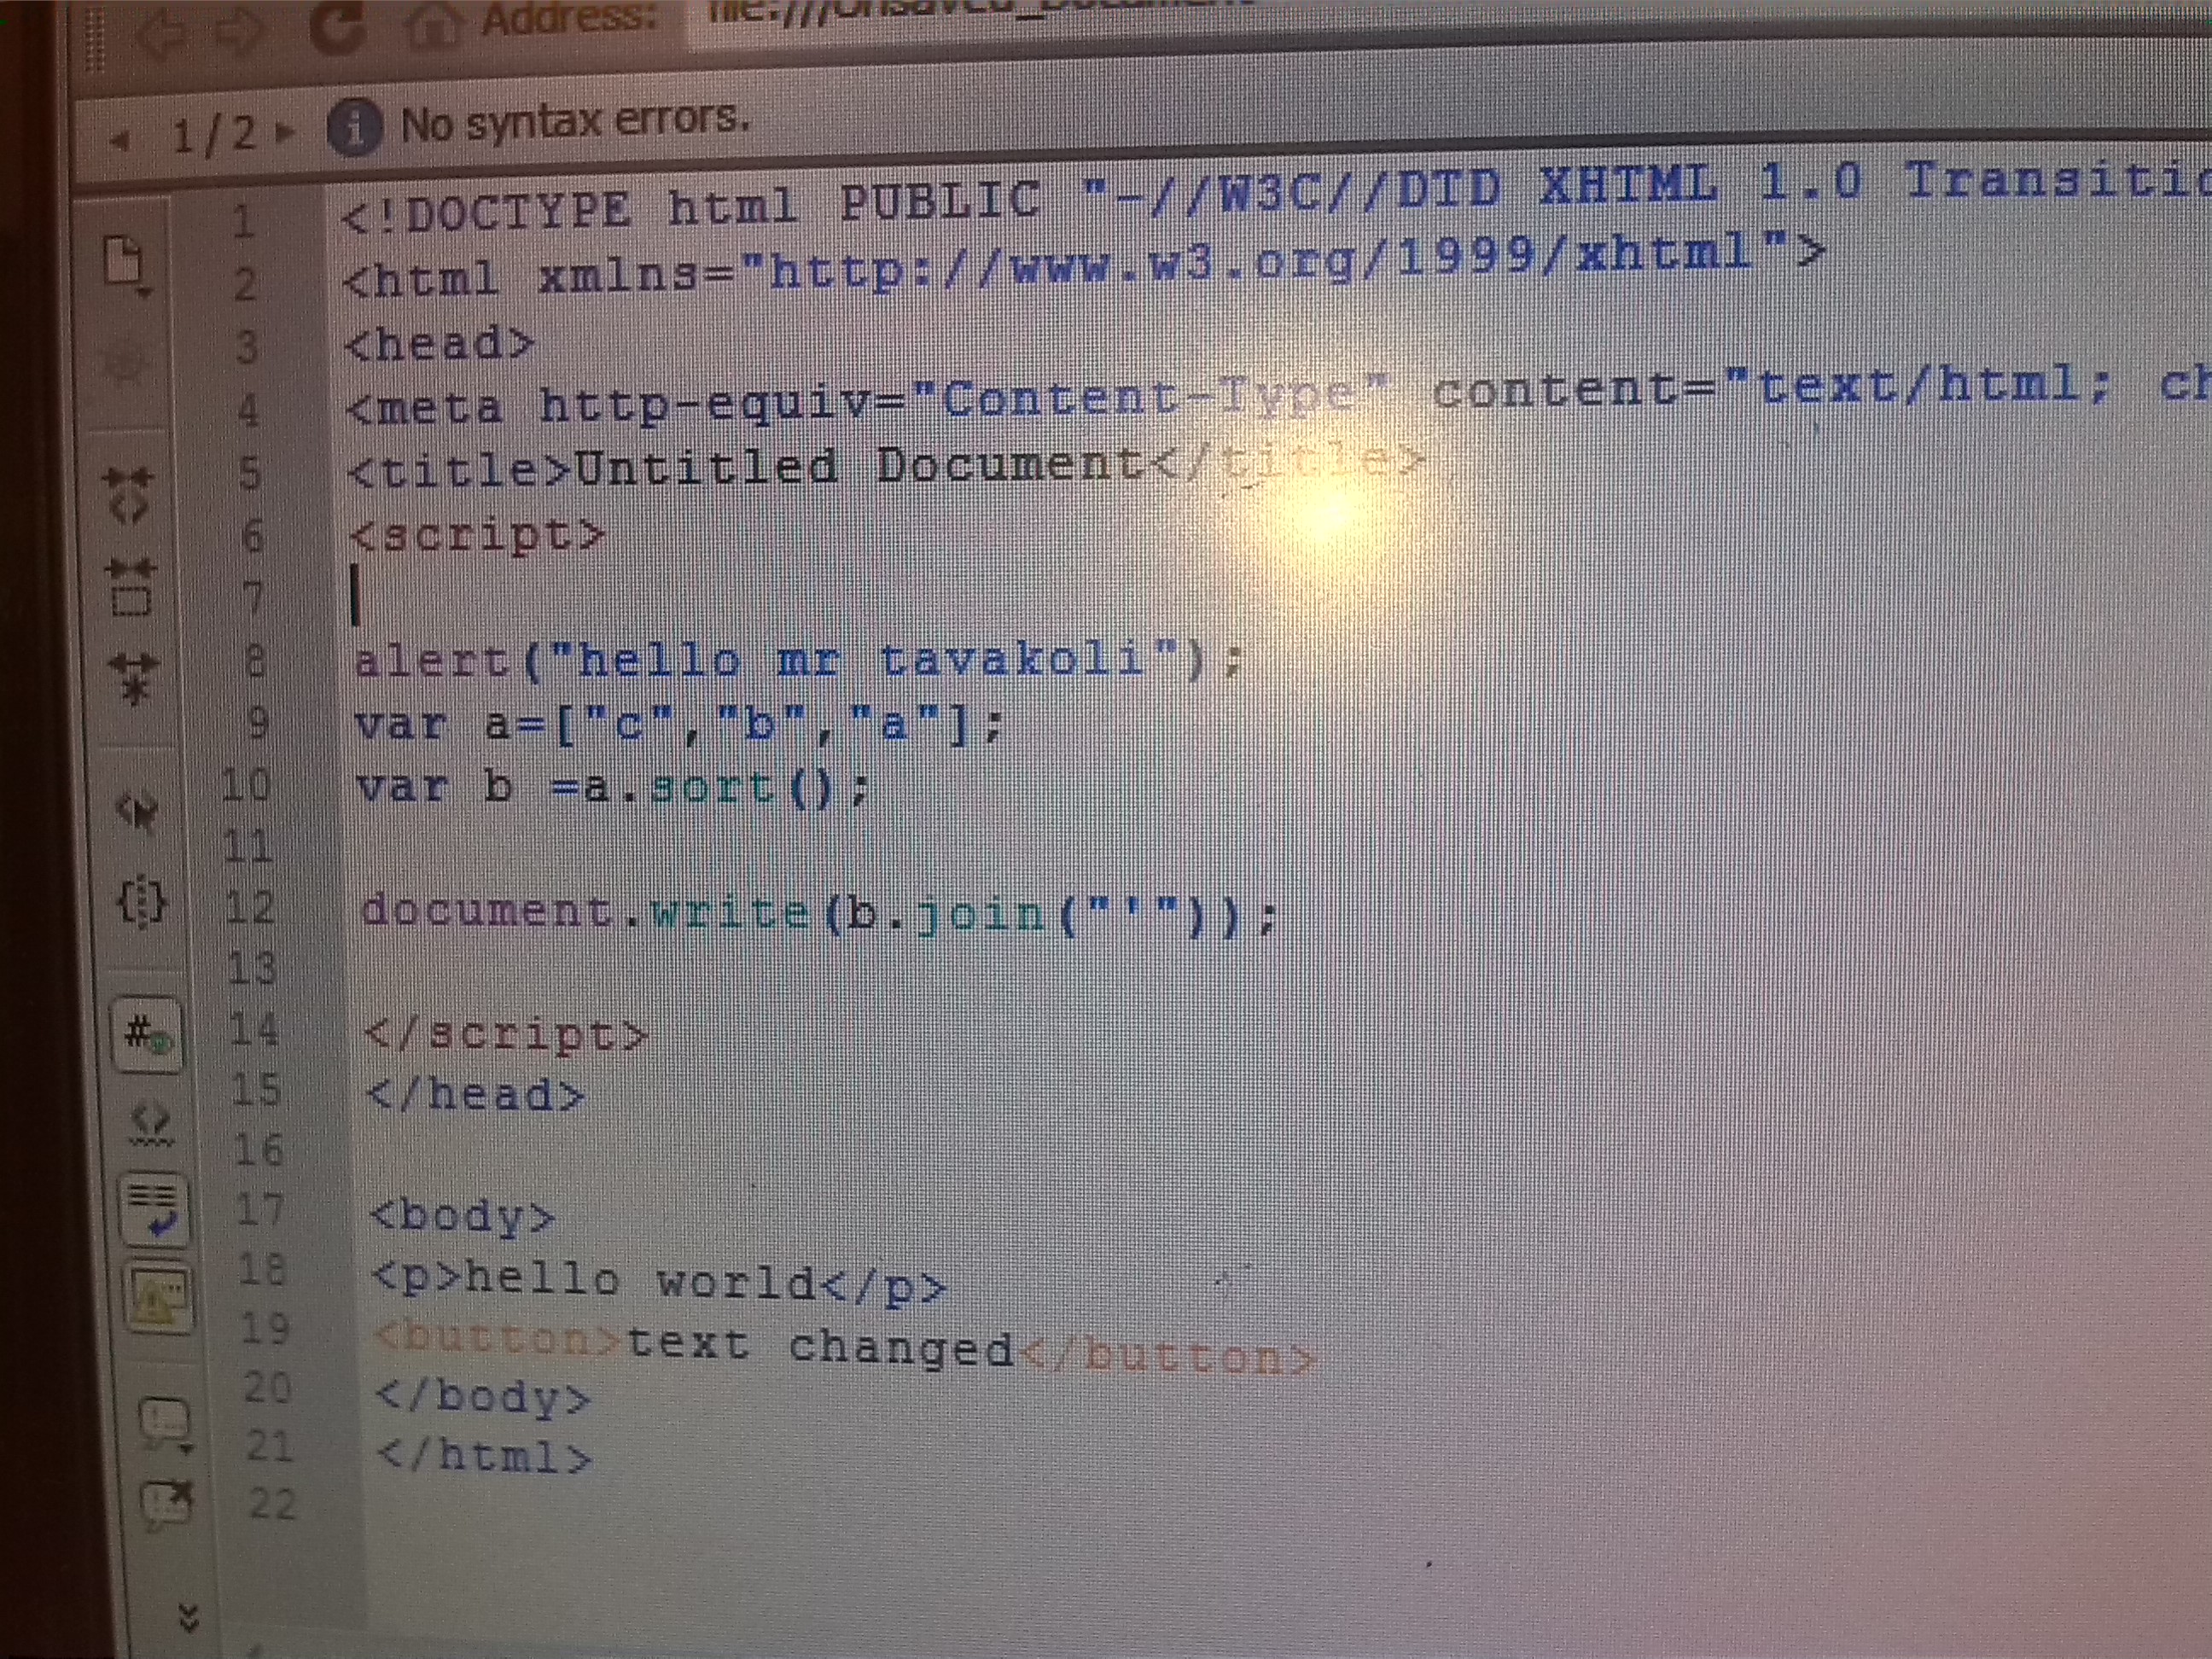 Address: file:///Unsaved_Document
1/2 No syntax errors.
1 <!DOCTYPE html PUBLIC "-//W3C//DTD XHTML 1.0 Transitio
2 <html xmlns="http://www.w3.org/1999/xhtml">
3 <head>
4 <meta http-equiv="Content-Type" content="text/html; ch
5 <title>Untitled Document</title>
6 <script>
7
8 alert("hello mr tavakoli");
9 var a=["c","b","a"];
10 var b =a.sort();
11
12 document.write(b.join("'"));
13
14 </script>
15 </head>
16
17 <body>
18 <p>hello world</p>
19 <button>text changed</button>
20 </body>
21 </html>
22